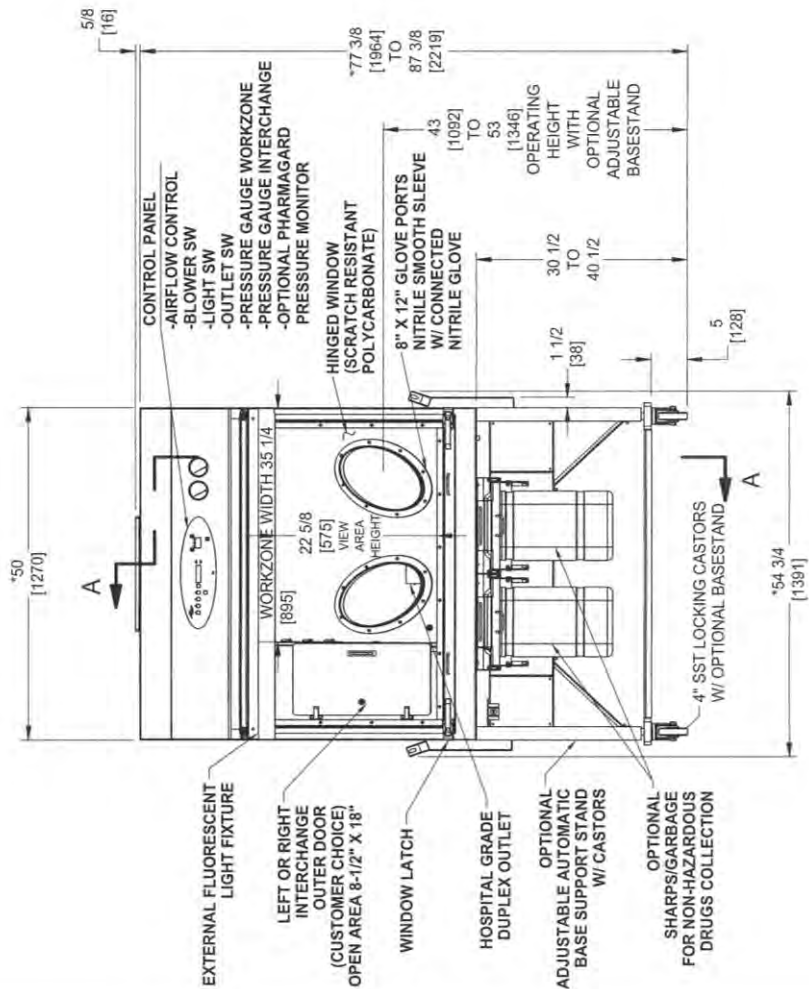 *50
[1270]
5/8
[16]
A
CONTROL PANEL
-AIRFLOW CONTROL
-BLOWER SW
-LIGHT SW
-OUTLET SW
-PRESSURE GAUGE WORKZONE
-PRESSURE GAUGE INTERCHANGE
-OPTIONAL PHARMAGARD
PRESSURE MONITOR
*77 3/8
[1964]
TO
87 3/8
[2219]
EXTERNAL FLUORESCENT
LIGHT FIXTURE
WORKZONE WIDTH 35 1/4
[895]
22 5/8
[575]
VIEW
AREA
HEIGHT
HINGED WINDOW
(SCRATCH RESISTANT
POLYCARBONATE)
LEFT OR RIGHT
INTERCHANGE
OUTER DOOR
(CUSTOMER CHOICE)
OPEN AREA 8-1/2" X 18"
8" X 12" GLOVE PORTS
NITRILE SMOOTH SLEEVE
W/ CONNECTED
NITRILE GLOVE
43
[1092]
TO
53
[1346]
OPERATING
HEIGHT
WITH
OPTIONAL
ADJUSTABLE
BASESTAND
WINDOW LATCH
HOSPITAL GRADE
DUPLEX OUTLET
30 1/2
TO
40 1/2
1 1/2
[38]
OPTIONAL
ADJUSTABLE AUTOMATIC
BASE SUPPORT STAND
W/ CASTORS
OPTIONAL
SHARPS/GARBAGE
FOR NON-HAZARDOUS
DRUGS COLLECTION
5
[128]
A
4" SST LOCKING CASTORS
W/ OPTIONAL BASESTAND
*54 3/4
[1391]